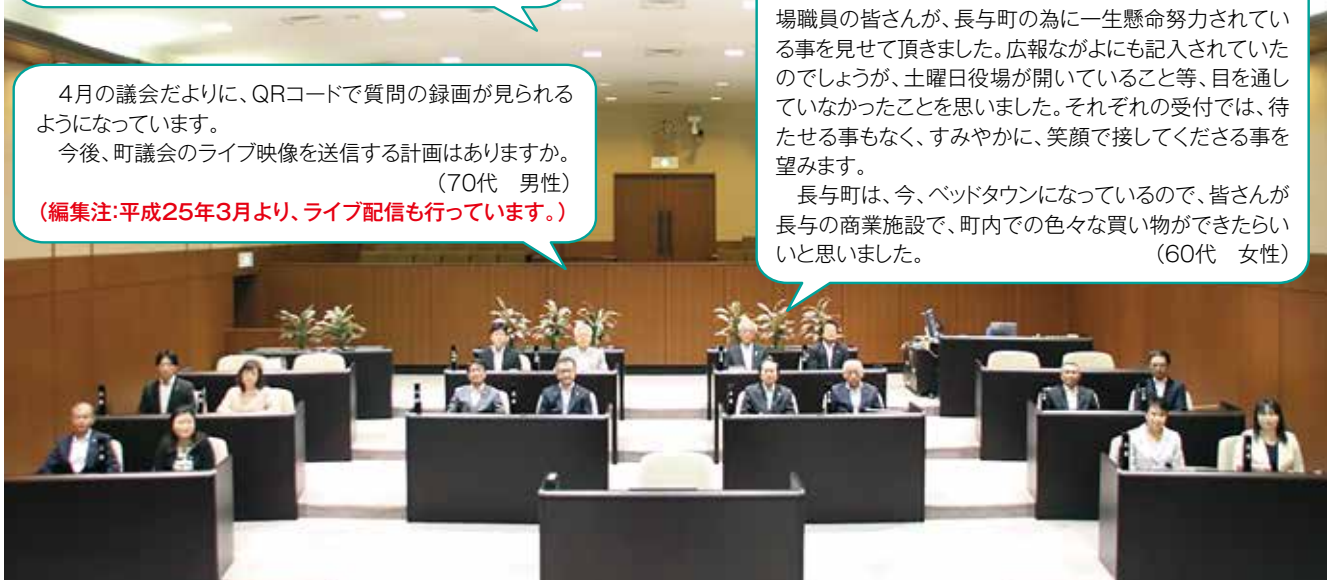 4月の議会だよりに、QRコードで質問の録画が見られる
ようになっています。
今後、町議会のライブ映像を送信する計画はありますか。
(70代　男性)
(編集注:平成25年3月より、ライブ配信も行っています。)
場職員の皆さんが、長与町の為に一生懸命努力されてい
る事を見せて頂きました。広報ながよにも記入されていた
のでしょうが、土曜日役場が開いていること等、目を通し
ていなかったことを思いました。それぞれの受付では、待
たせる事もなく、すみやかに、笑顔で接してくださる事を
望みます。
長与町は、今、ベッドタウンになっているので、皆さんが
長与の商業施設で、町内での色々な買い物ができたらい
いと思いました。　(60代　女性)